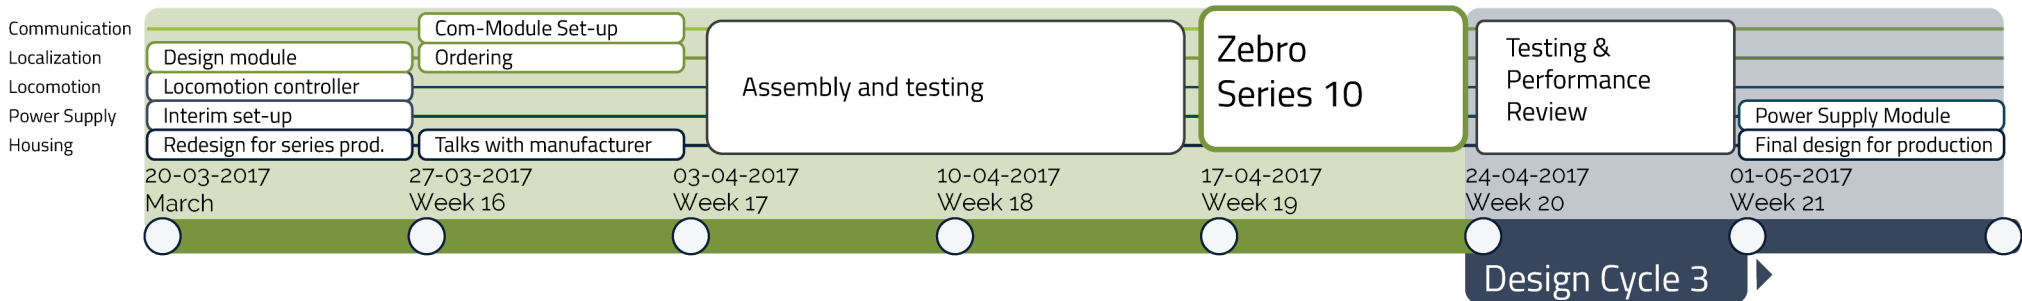 Communication
Com-Module Set-up
Localization
Design module
Ordering
Locomotion
Locomotion controller
Power Supply
Interim set-up
Housing
Redesign for series prod.
Talks with manufacturer
Assembly and testing
Zebro
Series 10
Testing &
Performance
Review
Power Supply Module
Final design for production
20-03-2017
March
27-03-2017
Week 16
03-04-2017
Week 17
10-04-2017
Week 18
17-04-2017
Week 19
24-04-2017
Week 20
01-05-2017
Week 21
Design Cycle 3